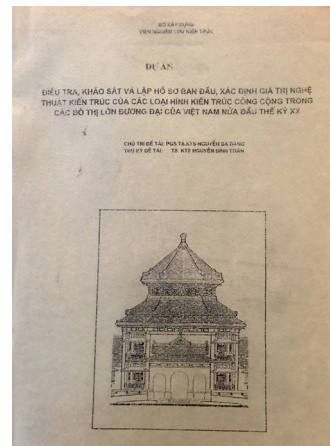 BỘ XÂY DỰNG
VIỆN NGHIÊN CỨU KIẾN TRÚC
DỰ ÁN
ĐIỀU TRA, KHẢO SÁT VÀ LẬP HỒ SƠ BAN ĐẦU, XÁC ĐỊNH GIÁ TRỊ NGHỆ
THUẬT KIẾN TRÚC CỦA CÁC LOẠI HÌNH KIẾN TRÚC CÔNG CỘNG TRONG
CÁC ĐÔ THỊ LỚN ĐƯƠNG ĐẠI CỦA VIỆT NAM NỬA ĐẦU THẾ KỶ XX
CHỦ TRÌ ĐỀ TÀI: PGS.TS.KTS NGUYỄN BÁ ĐANG
THƯ KÝ ĐỀ TÀI: TS. KTS NGUYỄN ĐÌNH TOÀN